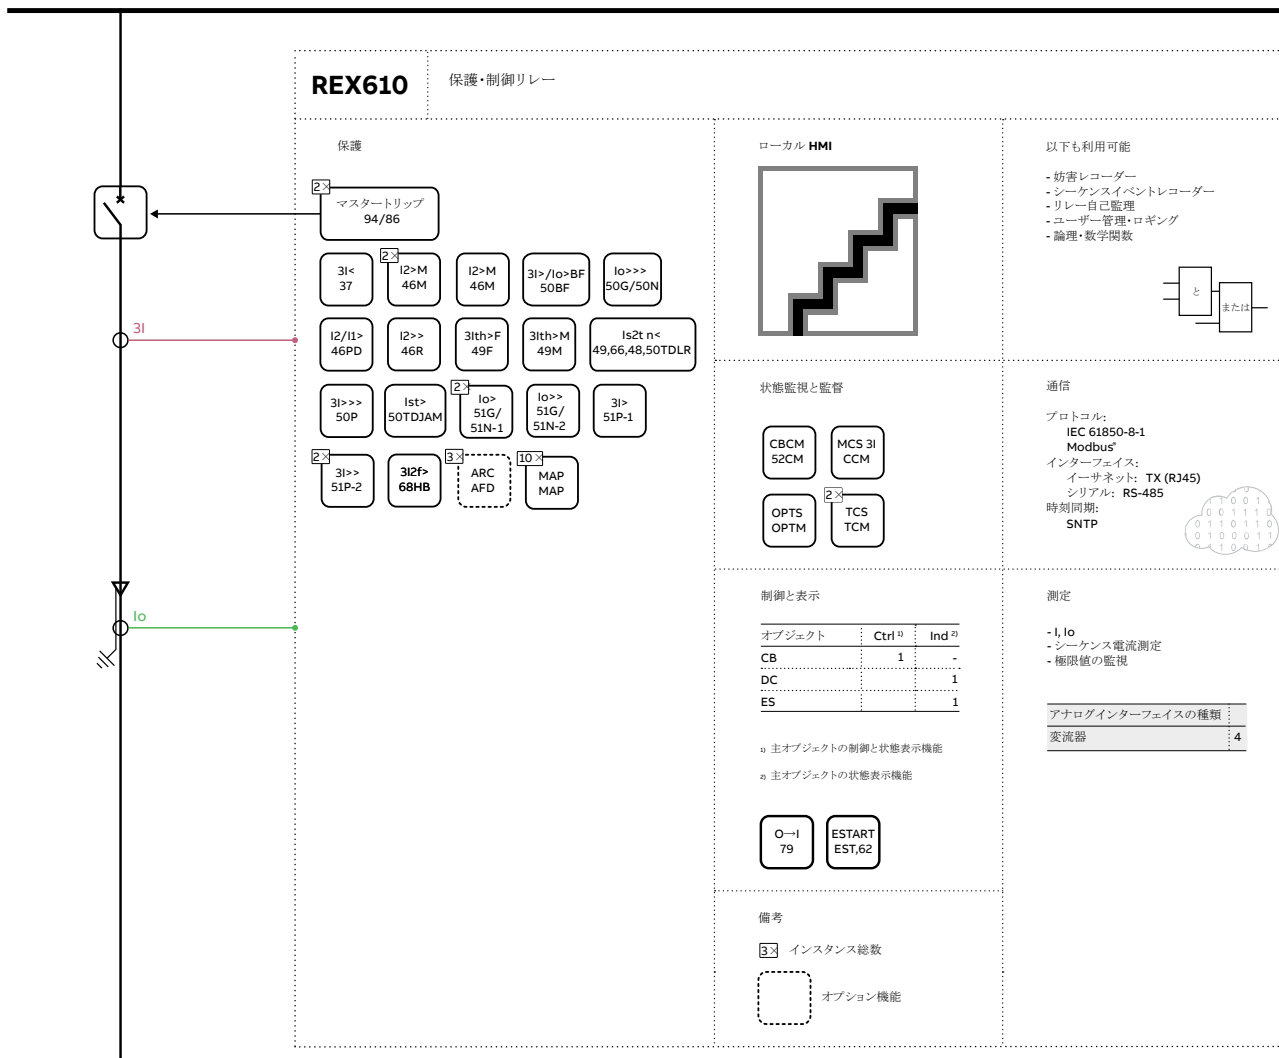 REX610
保護・制御リレー
保護
2×
マスタートリップ
94/86
3I<
37
2×
I2>M
46M
I2>M
46M
3I>/Io>BF
50BF
Io>>>
50G/50N
I2/I1>
46PD
I2>>
46R
3Ith>F
49F
3Ith>M
49M
Is2t n<
49,66,48,50TDLR
3I>>>
50P
Ist>
50TDJAM
2×
Io>
51G/
51N-1
Io>>
51G/
51N-2
3I>
51P-1
2×
3I>>
51P-2
3I2f>
68HB
3×
ARC
AFD
10×
MAP
MAP
3I
Io
ローカル HMI
以下も利用可能
- 妨害レコーダー
- シーケンスイベントレコーダー
- リレー自己監理
- ユーザー管理・ロギング
- 論理・数学関数
と
または
状態監視と監督
CBCM
52CM
MCS 3I
CCM
OPTS
OPTM
2×
TCS
TCM
通信
プロトコル:
IEC 61850-8-1
Modbus®
インターフェイス:
イーサネット: TX (RJ45)
シリアル: RS-485
時刻同期:
SNTP
制御と表示
オブジェクト Ctrl 1) Ind 2)
CB 1 -
DC 1
ES 1
1) 主オブジェクトの制御と状態表示機能
2) 主オブジェクトの状態表示機能
O→I
79
ESTART
EST,62
測定
- I, Io
- シーケンス電流測定
- 極限値の監視
アナログインターフェイスの種類
変流器 4
備考
3× インスタンス総数
オプション機能